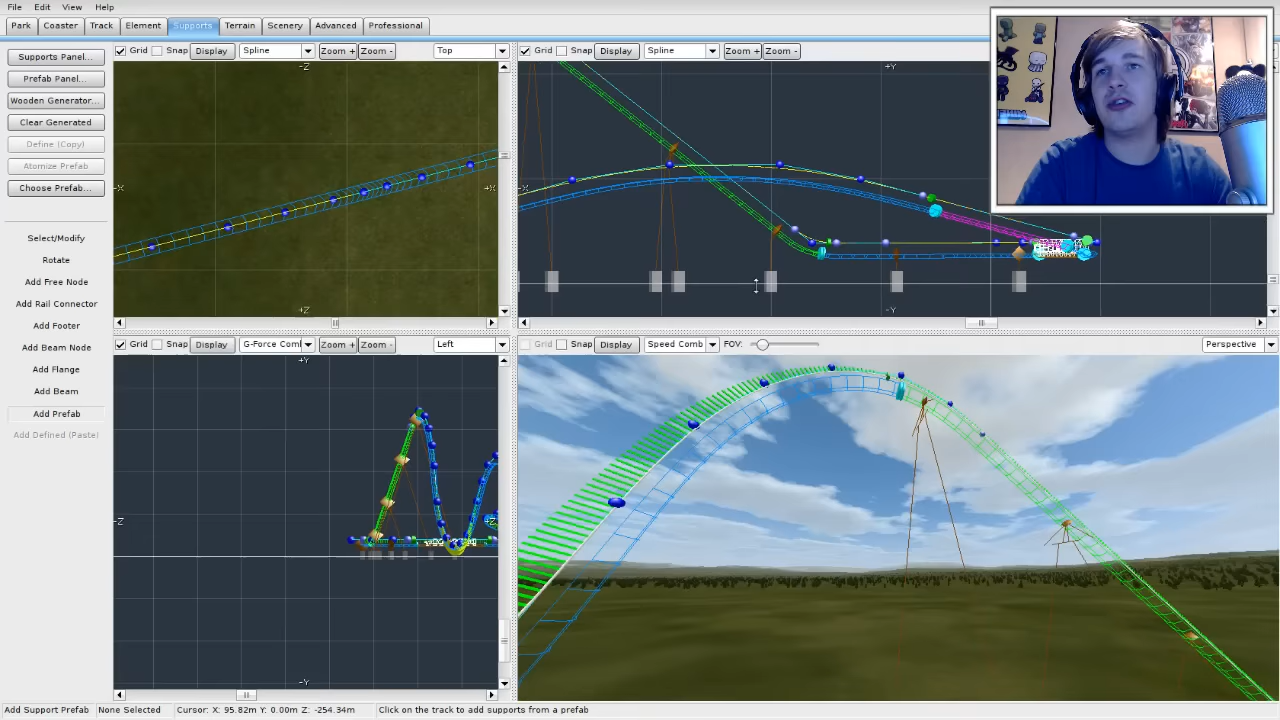 File Edit View Help
Park Coaster Track Element Supports Terrain Scenery Advanced Professional
Supports Panel...
Prefab Panel...
Wooden Generator...
Clear Generated
Define (Copy)
Atomize Prefab
Choose Prefab...
Select/Modify
Rotate
Add Free Node
Add Rail Connector
Add Footer
Add Beam Node
Add Flange
Add Beam
Add Prefab
Add Defined (Paste)
Grid Snap Display Spline Zoom + Zoom - Top
-Z
-X +X
+Z
Grid Snap Display Spline Zoom + Zoom -
+Y
-X
-Y
Grid Snap Display G-Force Comb Zoom + Zoom - Left
+Y
-Z +Z
-Y
Grid Snap Display Speed Comb FOV: Perspective
Add Support Prefab None Selected Cursor: X: 95.82m Y: 0.00m Z: -254.34m Click on the track to add supports from a prefab